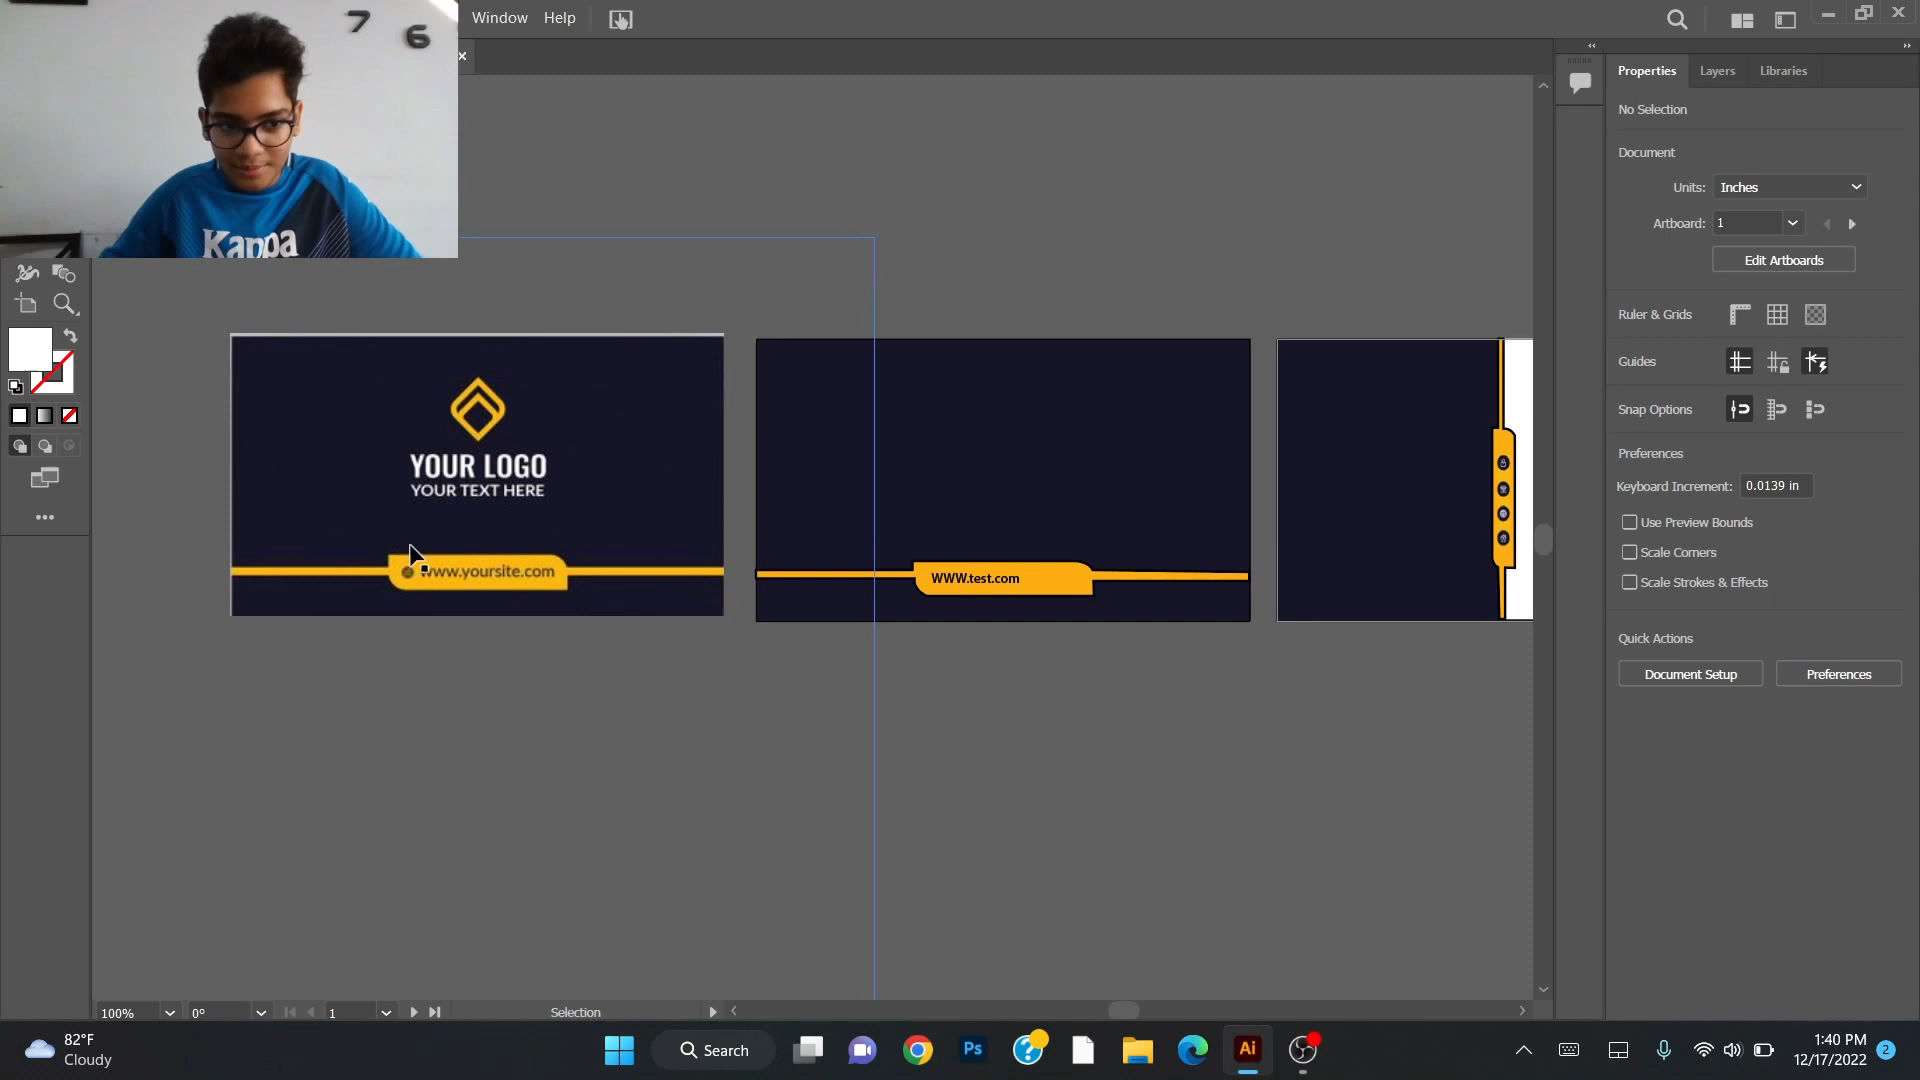 7 6
Kappa
Window Help
Properties Layers Libraries
No Selection
Document
Units: Inches
Artboard: 1
Edit Artboards
Ruler & Grids
Guides
Snap Options
Preferences
Keyboard Increment: 0.0139 in
Use Preview Bounds
Scale Corners
Scale Strokes & Effects
Quick Actions
Document Setup Preferences
YOUR LOGO
YOUR TEXT HERE
www.yoursite.com
WWW.test.com
100% 0° 1 Selection
82°F
Cloudy
Search
Ps
Ai
1:40 PM
12/17/2022
2